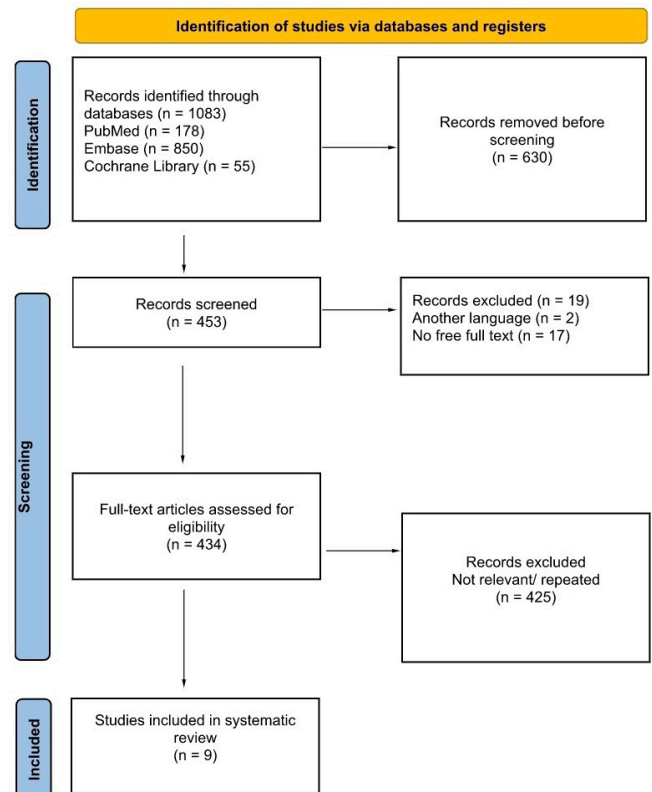 Identification of studies via databases and registers
Identification
Records identified through
databases (n = 1083)
PubMed (n = 178)
Embase (n = 850)
Cochrane Library (n = 55)
Records removed before
screening
(n = 630)
Screening
Records screened
(n = 453)
Records excluded (n = 19)
Another language (n = 2)
No free full text (n = 17)
Full-text articles assessed for
eligibility
(n = 434)
Records excluded
Not relevant/ repeated
(n = 425)
Included
Studies included in systematic
review
(n = 9)